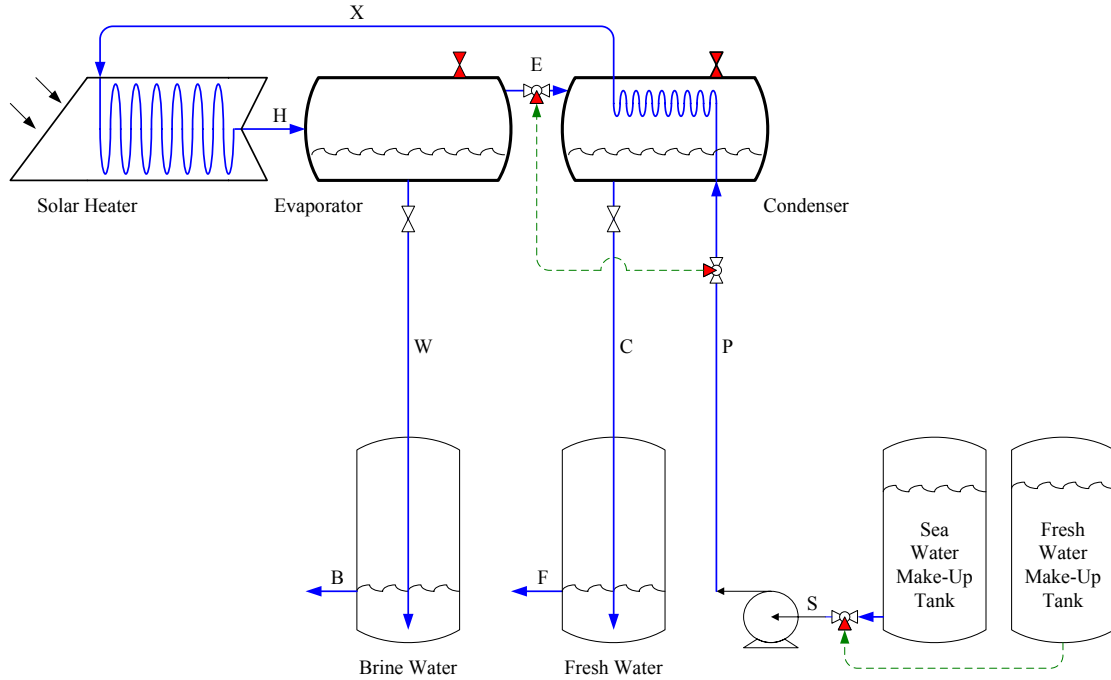 X
E
H
Solar Heater
Evaporator
Condenser
W
C
P
Sea
Water
Make-Up
Tank
Fresh
Water
Make-Up
Tank
B
F
S
Brine Water
Fresh Water